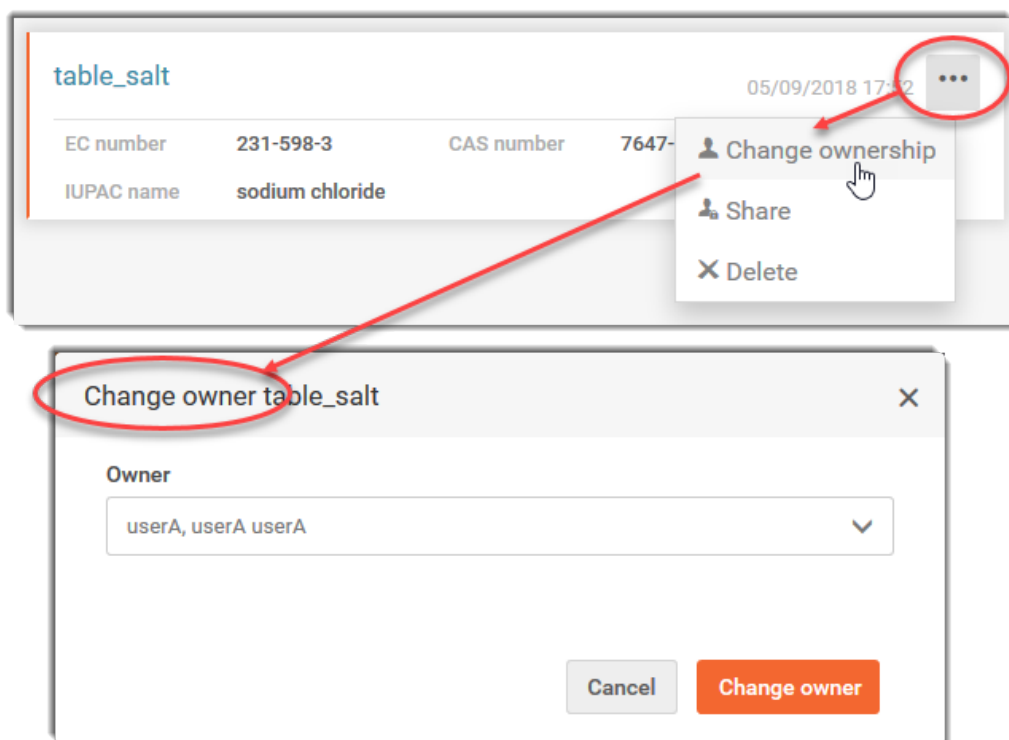 table_salt
05/09/2018 17:52
EC number 231-598-3 CAS number 7647-
IUPAC name sodium chloride
Change ownership
Share
Delete
Change owner table_salt
Owner
userA, userA userA
Cancel Change owner